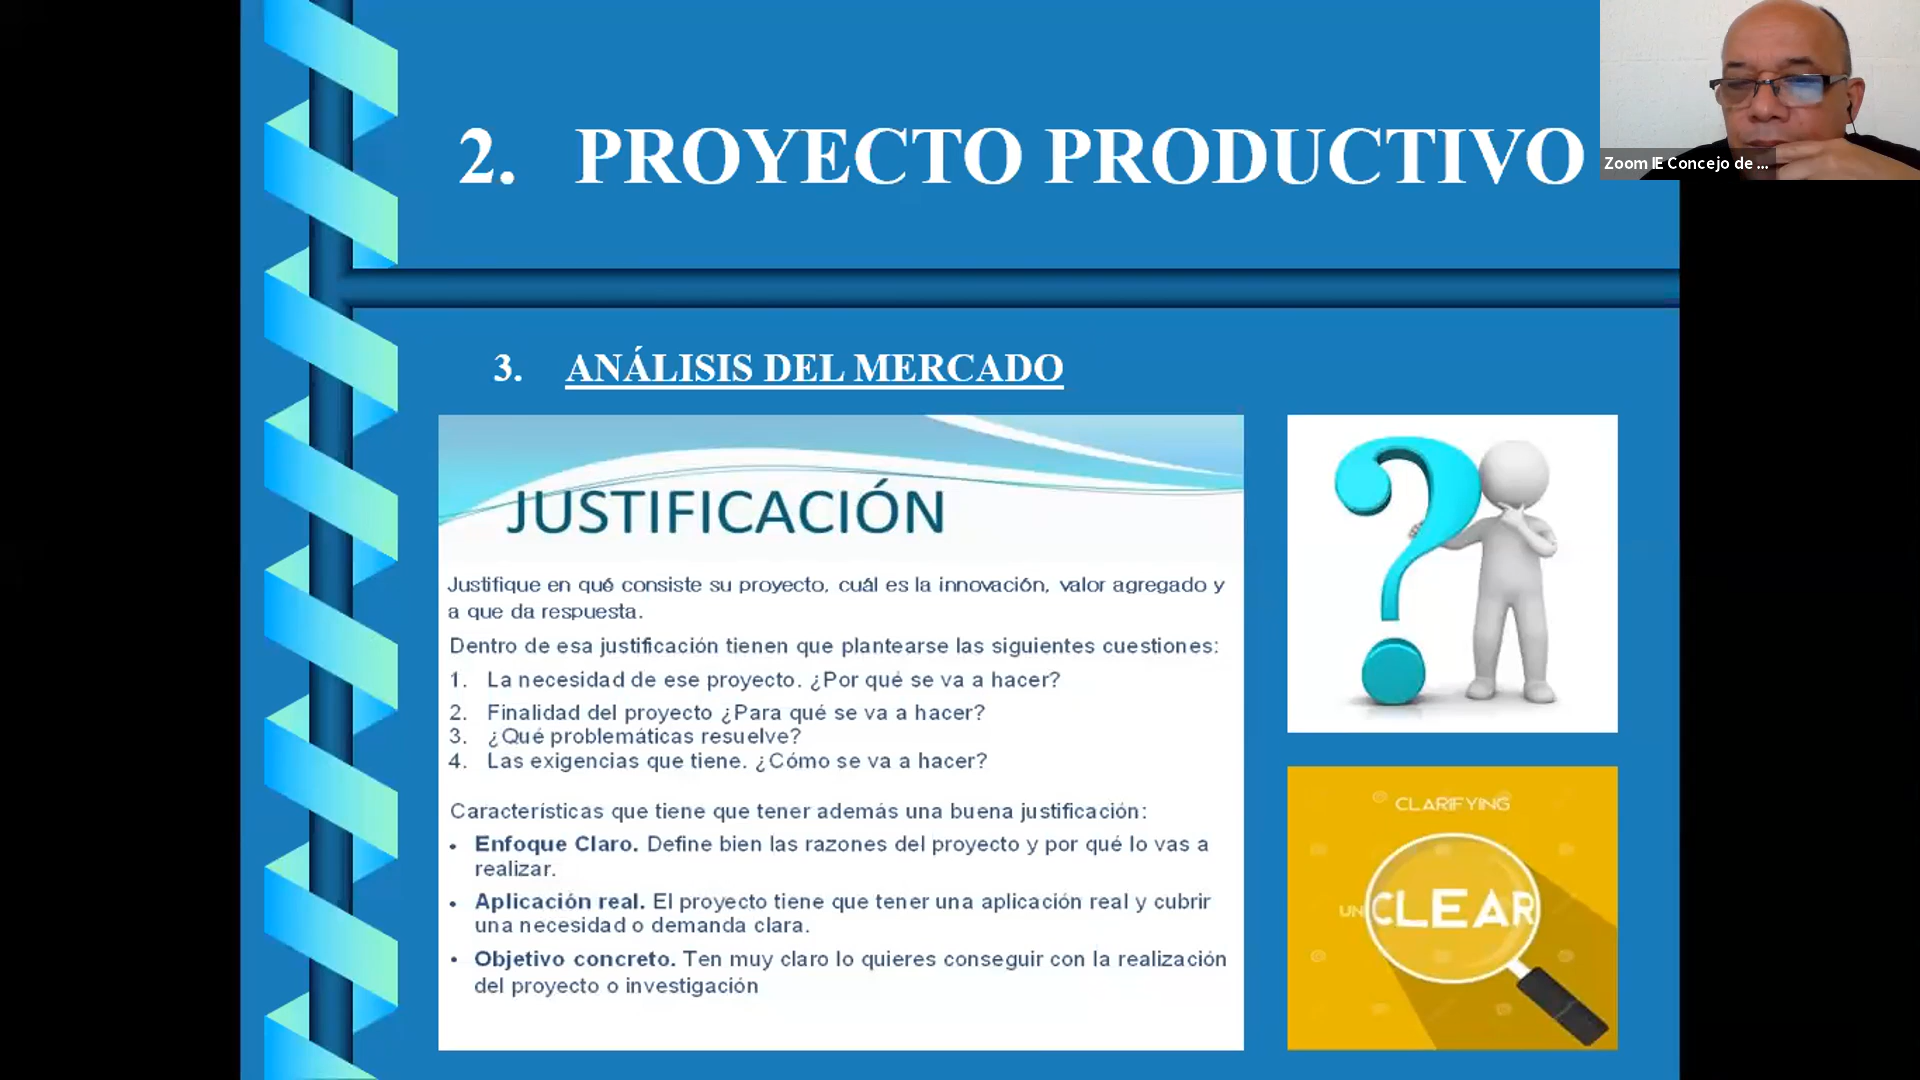 2. PROYECTO PRODUCTIVO
Zoom IE Concejo de ...
3. ANÁLISIS DEL MERCADO
JUSTIFICACIÓN
Justifique en qué consiste su proyecto, cuál es la innovación, valor agregado y
a que da respuesta.
Dentro de esa justificación tienen que plantearse las siguientes cuestiones:
1. La necesidad de ese proyecto. ¿Por qué se va a hacer?
2. Finalidad del proyecto ¿Para qué se va a hacer?
3. ¿Qué problemáticas resuelve?
4. Las exigencias que tiene. ¿Cómo se va a hacer?
Características que tiene que tener además una buena justificación:
• Enfoque Claro. Define bien las razones del proyecto y por qué lo vas a
realizar.
• Aplicación real. El proyecto tiene que tener una aplicación real y cubrir
una necesidad o demanda clara.
• Objetivo concreto. Ten muy claro lo quieres conseguir con la realización
del proyecto o investigación
CLARIFYING
UNCLEAR